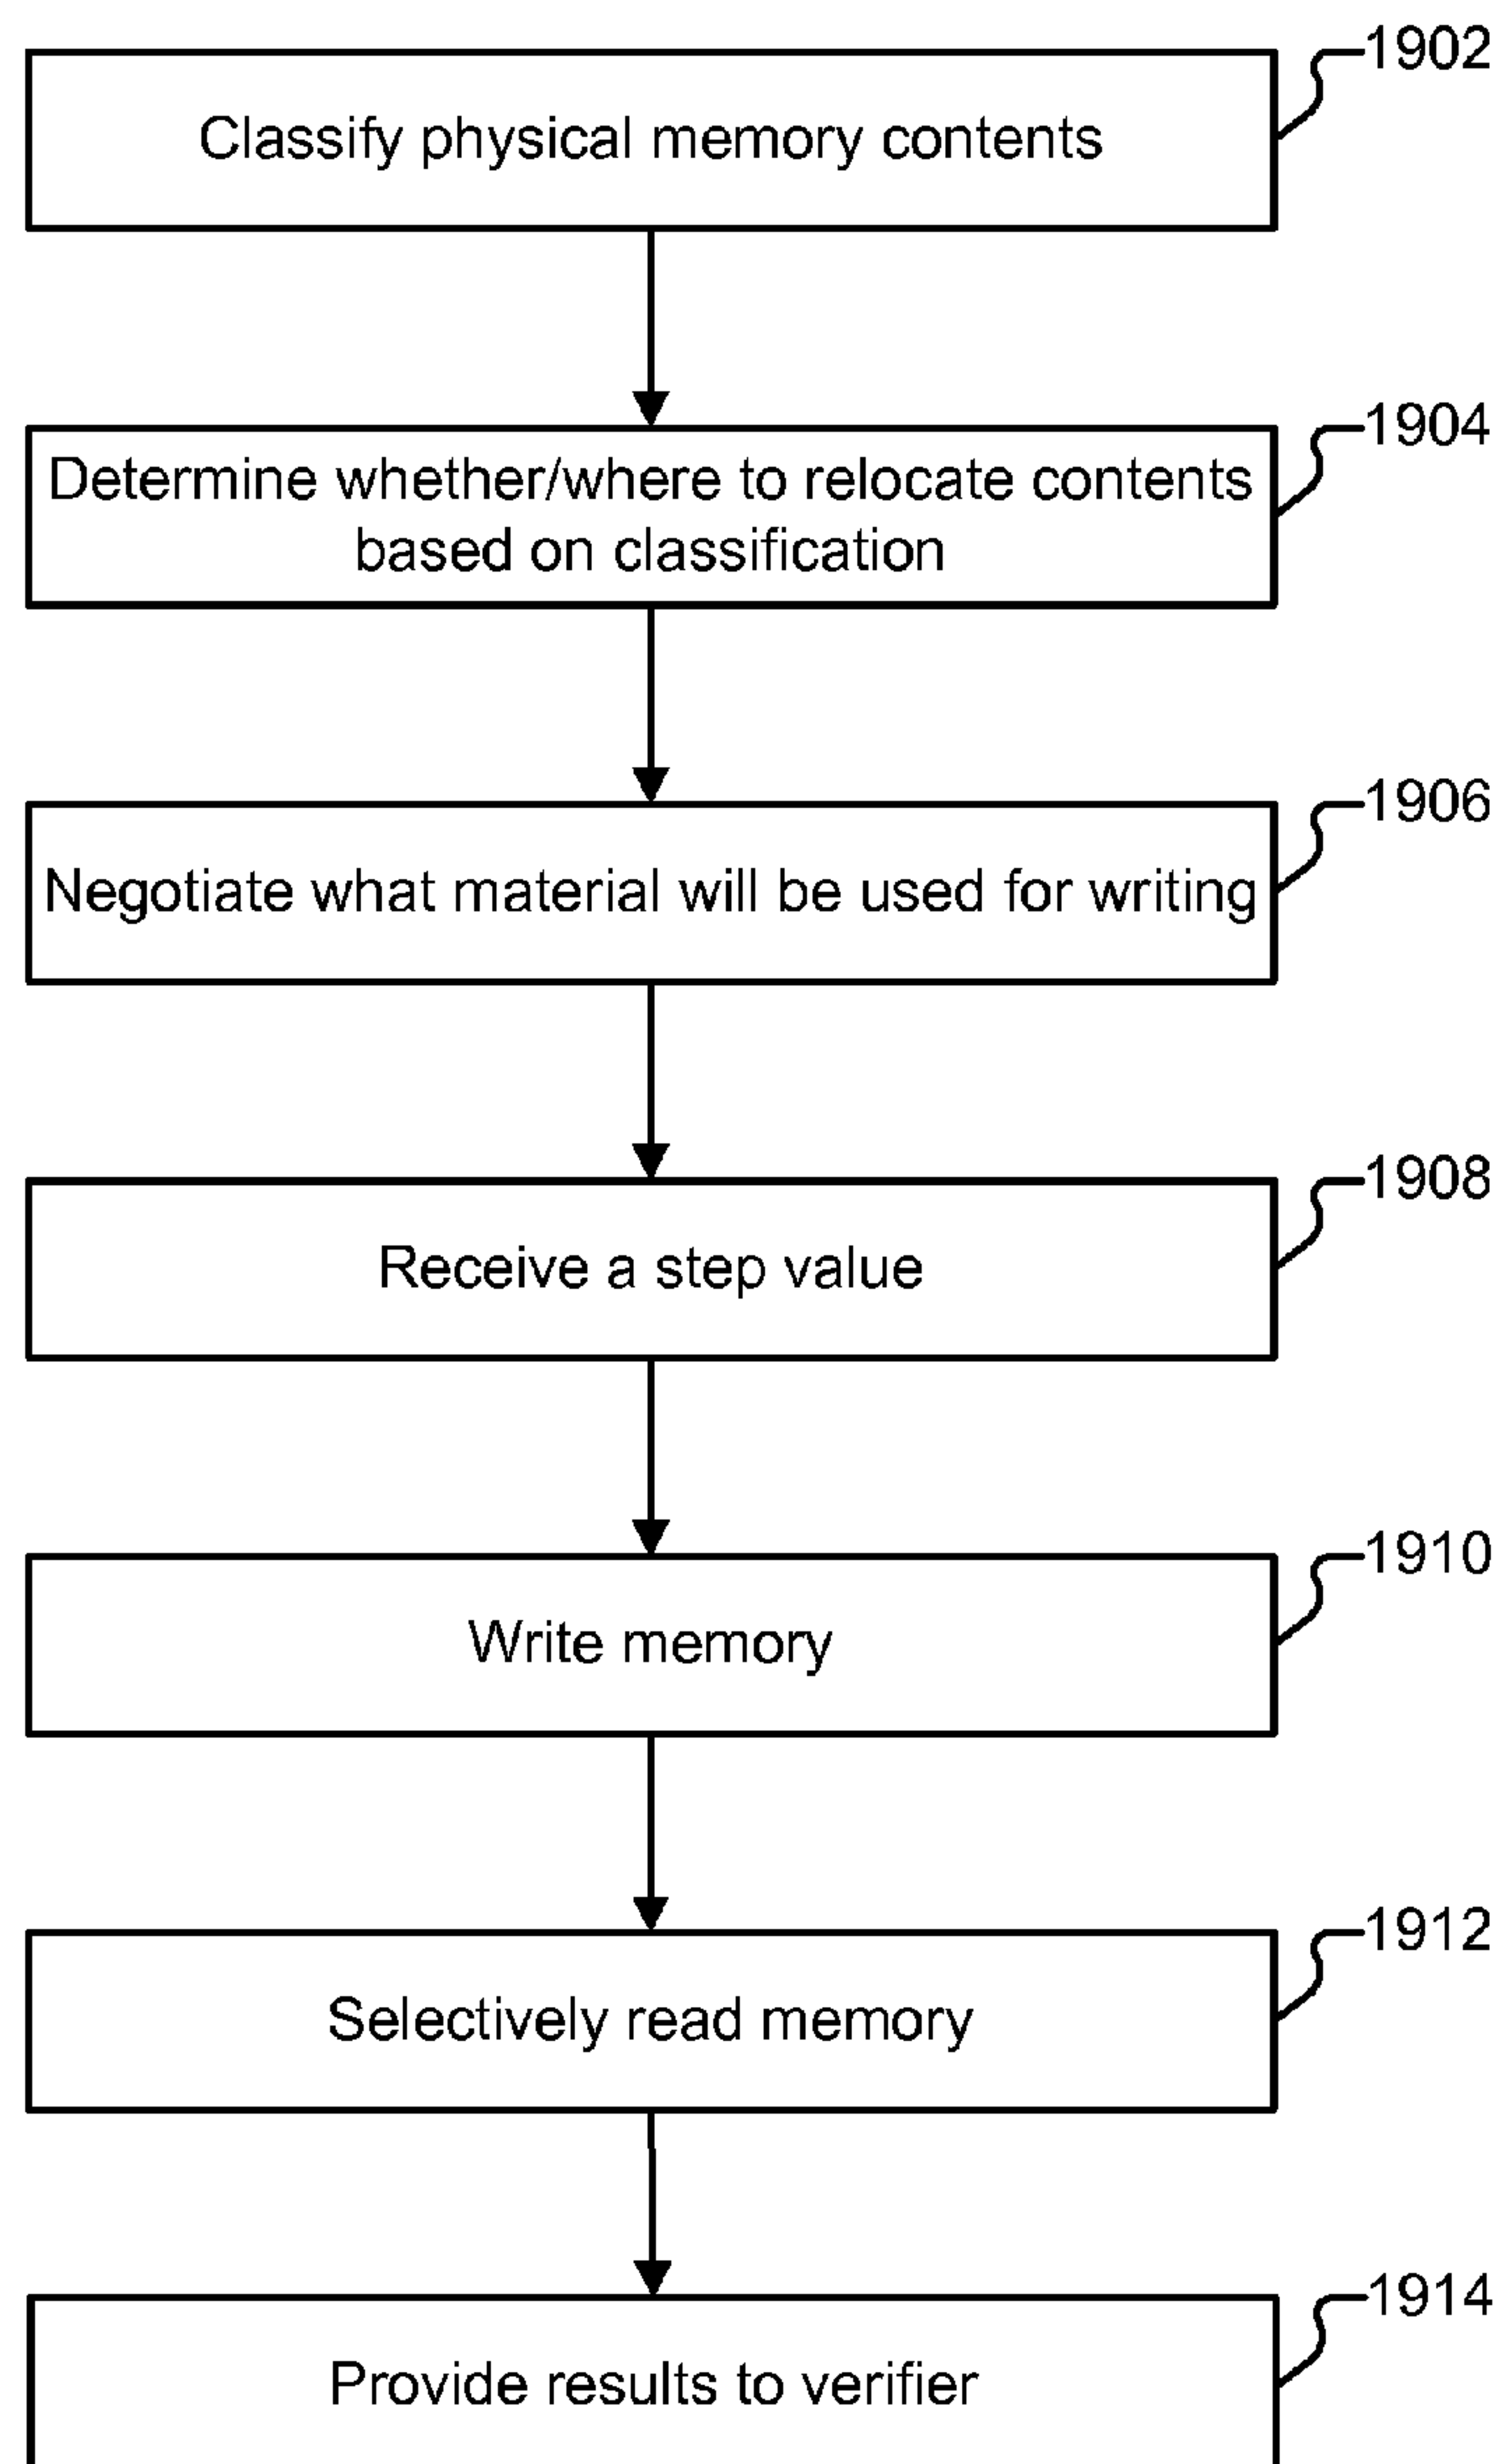 1902
Classify physical memory contents
1904
Determine whether/where to relocate contents
based on classification
1906
Negotiate what material will be used for writing
1908
Receive a step value
1910
Write memory
1912
Selectively read memory
1914
Provide results to verifier